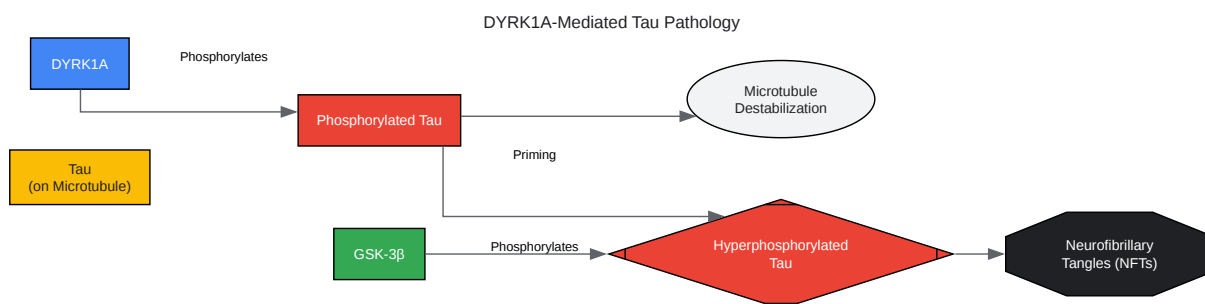 DYRK1A-Mediated Tau Pathology
DYRK1A
Phosphorylates
Phosphorylated Tau
Microtubule
Destabilization
Tau
(on Microtubule)
Priming
GSK-3β
Phosphorylates
Hyperphosphorylated
Tau
Neurofibrillary
Tangles (NFTs)